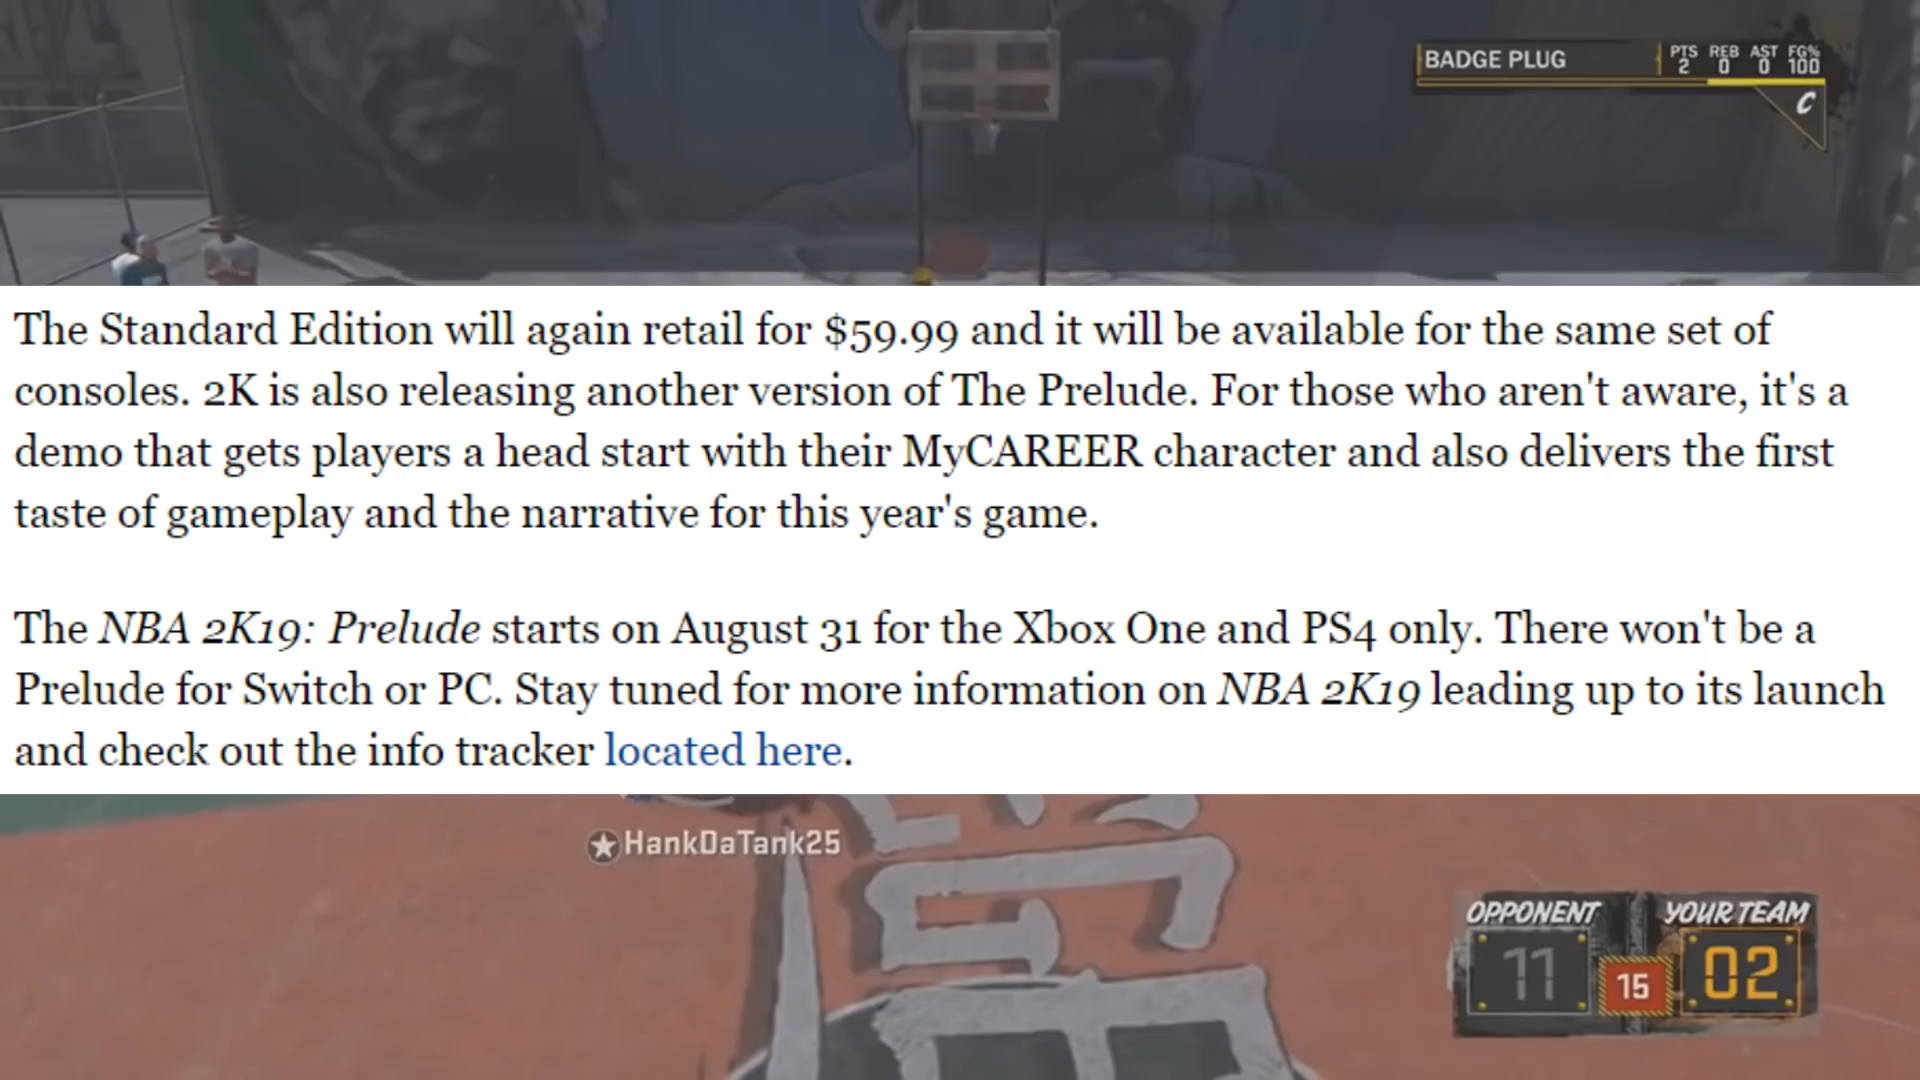 BADGE PLUG
PTS REB AST FG%
2 0 0 100
C
The Standard Edition will again retail for $59.99 and it will be available for the same set of
consoles. 2K is also releasing another version of The Prelude. For those who aren't aware, it's a
demo that gets players a head start with their MyCAREER character and also delivers the first
taste of gameplay and the narrative for this year's game.
The NBA 2K19: Prelude starts on August 31 for the Xbox One and PS4 only. There won't be a
Prelude for Switch or PC. Stay tuned for more information on NBA 2K19 leading up to its launch
and check out the info tracker located here.
HankDaTank25
OPPONENT YOUR TEAM
11 15 02